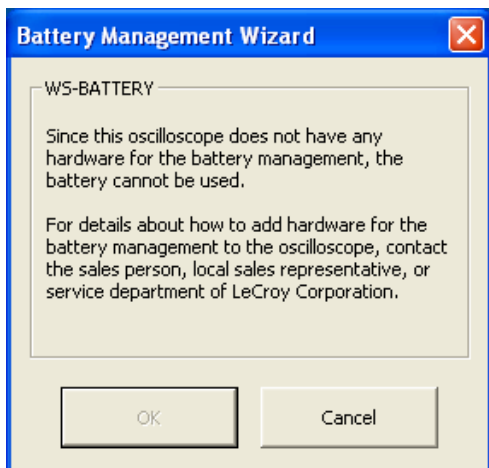 Battery Management Wizard
WS-BATTERY
Since this oscilloscope does not have any
hardware for the battery management, the
battery cannot be used.
For details about how to add hardware for the
battery management to the oscilloscope, contact
the sales person, local sales representative, or
service department of LeCroy Corporation.
OK
Cancel